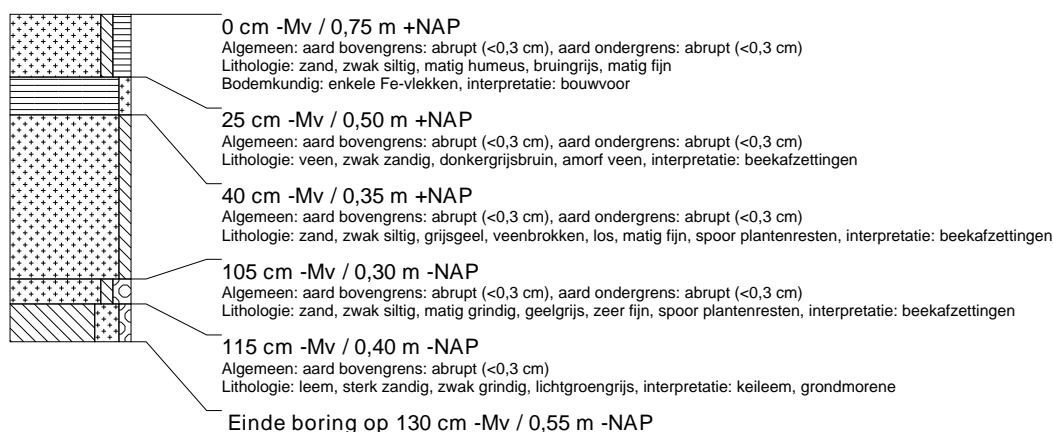 0 cm -Mv / 0,75 m +NAP
Algemeen: aard bovengrens: abrupt (<0,3 cm), aard ondergrens: abrupt (<0,3 cm)
Lithologie: zand, zwak siltig, matig humeus, bruingrijs, matig fijn
Bodemkundig: enkele Fe-vlekken, interpretatie: bouwvoor
25 cm -Mv / 0,50 m +NAP
Algemeen: aard bovengrens: abrupt (<0,3 cm), aard ondergrens: abrupt (<0,3 cm)
Lithologie: veen, zwak zandig, donkergrijsbruin, amorf veen, interpretatie: beekafzettingen
40 cm -Mv / 0,35 m +NAP
Algemeen: aard bovengrens: abrupt (<0,3 cm), aard ondergrens: abrupt (<0,3 cm)
Lithologie: zand, zwak siltig, grijsgeel, veenbrokken, los, matig fijn, spoor plantenresten, interpretatie: beekafzettingen
105 cm -Mv / 0,30 m -NAP
Algemeen: aard bovengrens: abrupt (<0,3 cm), aard ondergrens: abrupt (<0,3 cm)
Lithologie: zand, zwak siltig, matig grindig, geelgrijs, zeer fijn, spoor plantenresten, interpretatie: beekafzettingen
115 cm -Mv / 0,40 m -NAP
Algemeen: aard bovengrens: abrupt (<0,3 cm)
Lithologie: leem, sterk zandig, zwak grindig, lichtgroengrijs, interpretatie: keileem, grondmorene
Einde boring op 130 cm -Mv / 0,55 m -NAP